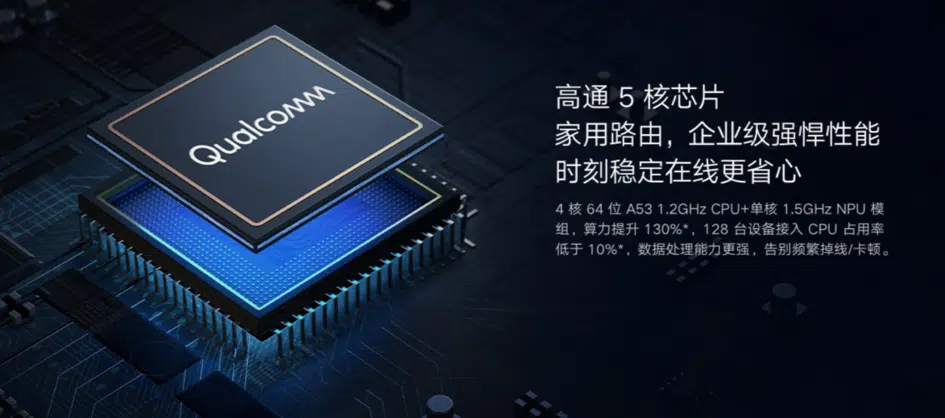 Qualcomm
高通 5 核芯片
家用路由，企业级强悍性能
时刻稳定在线更省心
4 核 64 位 A53 1.2GHz CPU+单核 1.5GHz NPU 模
组，算力提升 130%*，128 台设备接入 CPU 占用率
低于 10%*，数据处理能力更强，告别频繁掉线/卡顿。